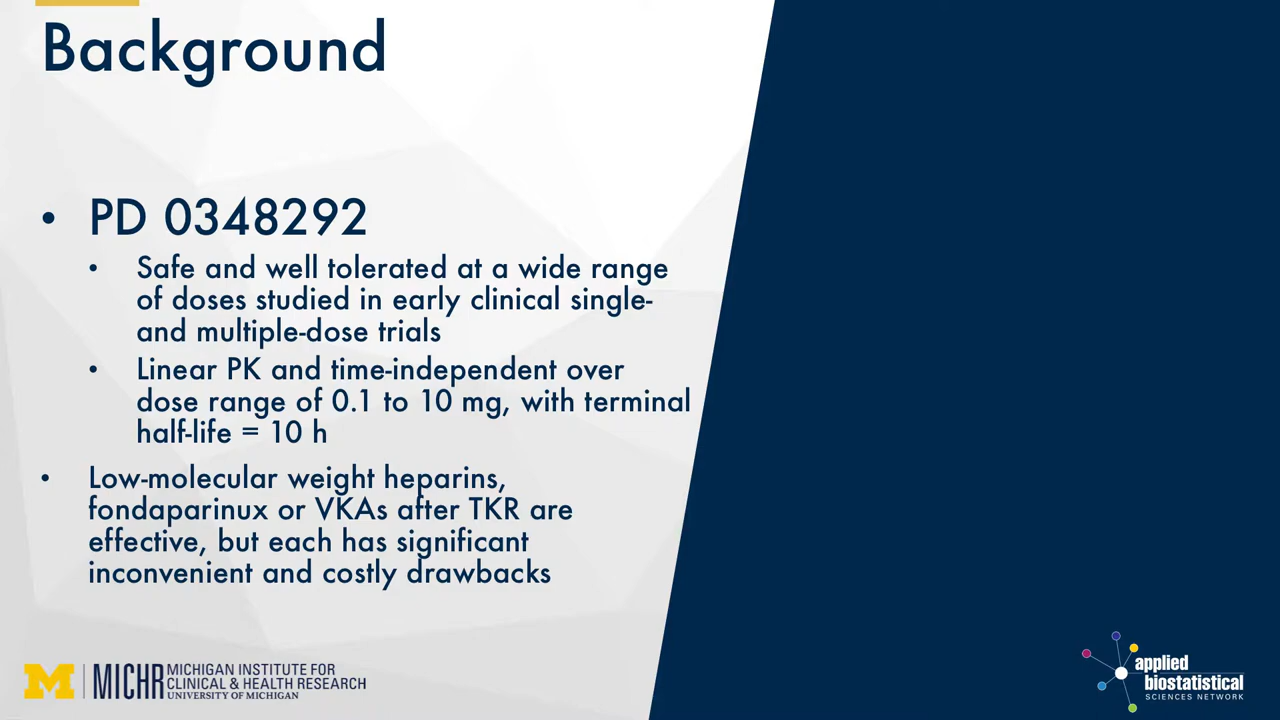 Background
• PD 0348292
• Safe and well tolerated at a wide range
of doses studied in early clinical single-
and multiple-dose trials
• Linear PK and time-independent over
dose range of 0.1 to 10 mg, with terminal
half-life = 10 h
• Low-molecular weight heparins,
fondaparinux or VKAs after TKR are
effective, but each has significant
inconvenient and costly drawbacks
M MICHR
MICHIGAN INSTITUTE FOR
CLINICAL & HEALTH RESEARCH
UNIVERSITY OF MICHIGAN
applied
biostatistical
SCIENCES NETWORK